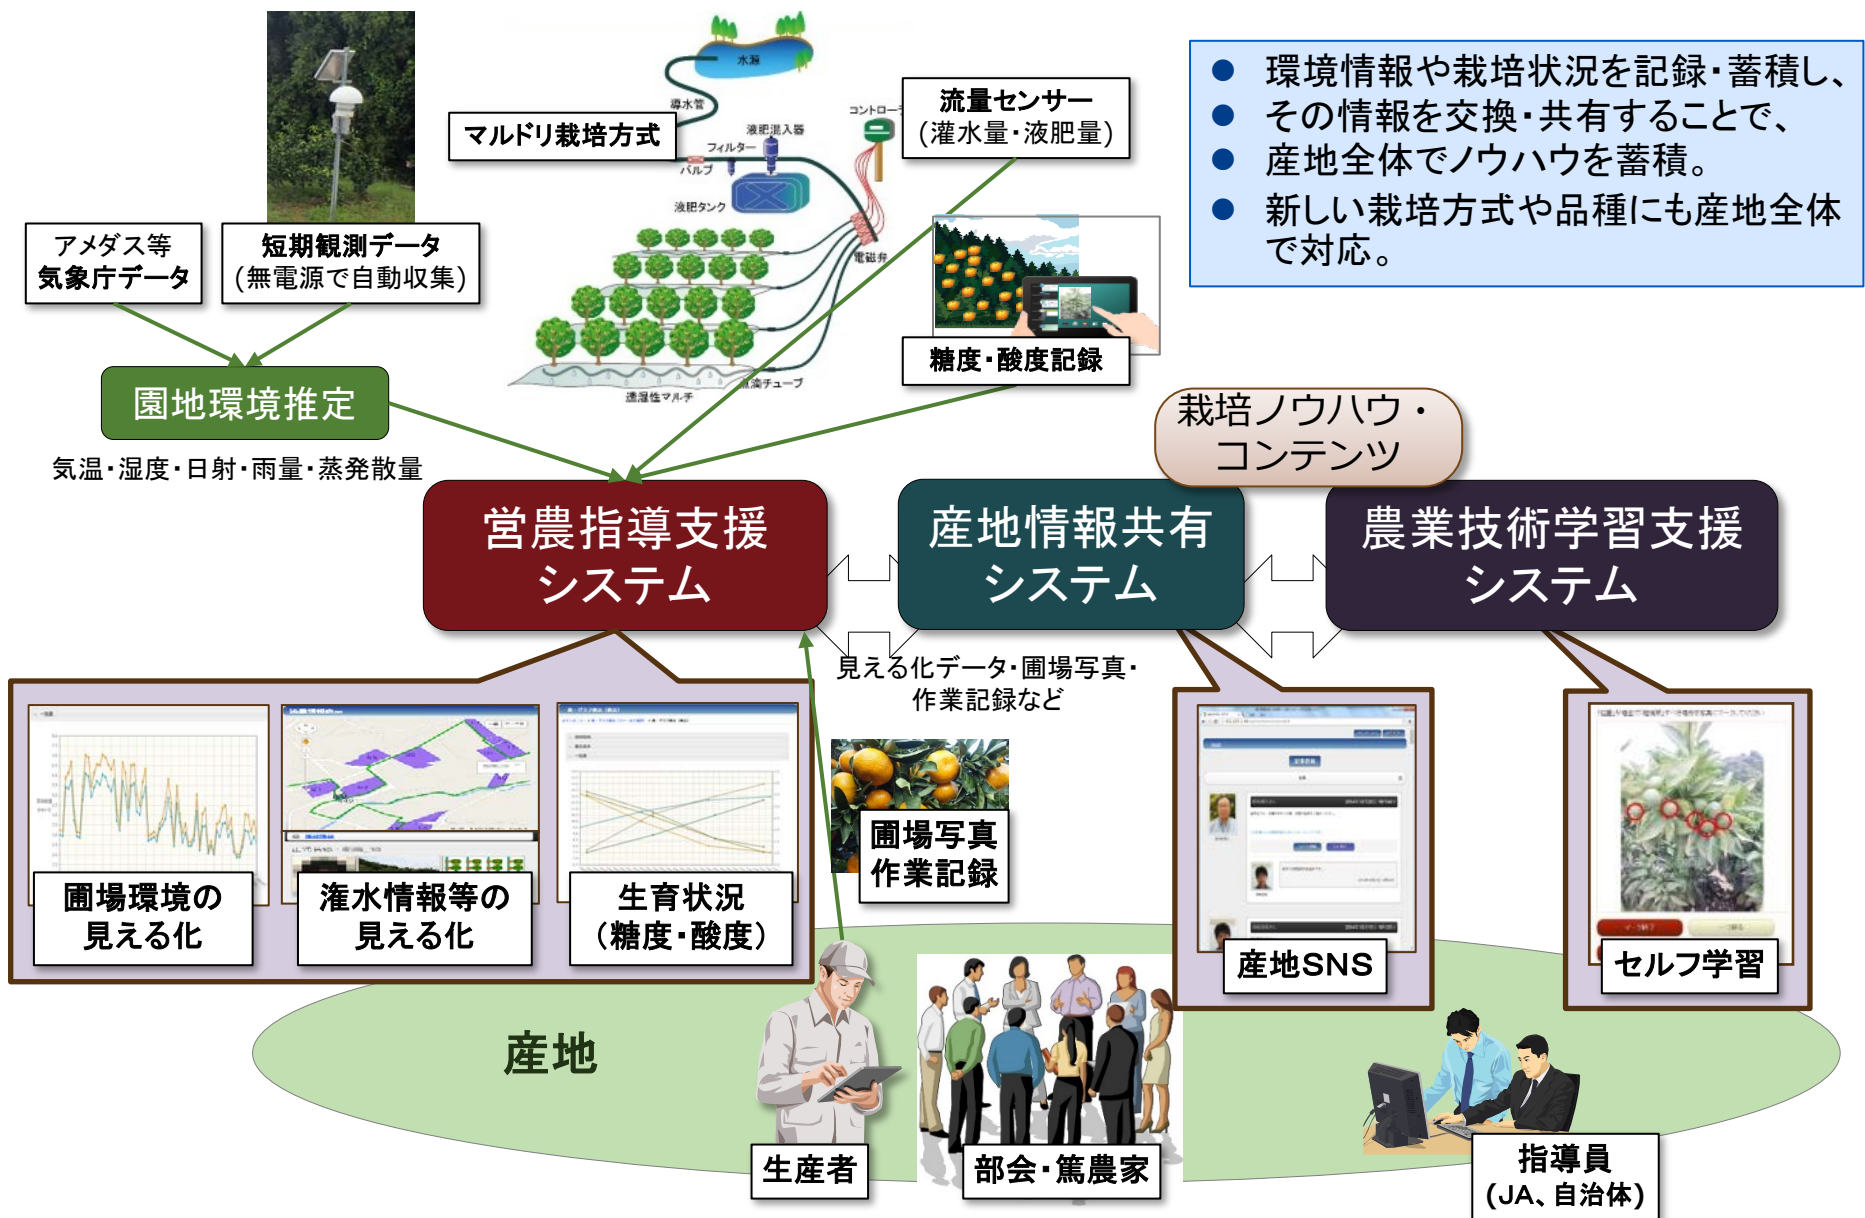 水源
導水管
コントローラ
液肥混入器
フィルター
バルブ
液肥タンク
電磁弁
点滴チューブ
透湿性マルチ
マルドリ栽培方式
流量センサー
(灌水量・液肥量)
環境情報や栽培状況を記録・蓄積し、
その情報を交換・共有することで、
産地全体でノウハウを蓄積。
新しい栽培方式や品種にも産地全体
で対応。
アメダス等
気象庁データ
短期観測データ
(無電源で自動収集)
糖度・酸度記録
園地環境推定
気温・湿度・日射・雨量・蒸発散量
栽培ノウハウ・
コンテンツ
営農指導支援
システム
産地情報共有
システム
農業技術学習支援
システム
見える化データ・圃場写真・
作業記録など
圃場環境の
見える化
潅水情報等の
見える化
生育状況
（糖度・酸度）
圃場写真
作業記録
産地SNS
セルフ学習
産地
生産者
部会・篤農家
指導員
(JA、自治体)